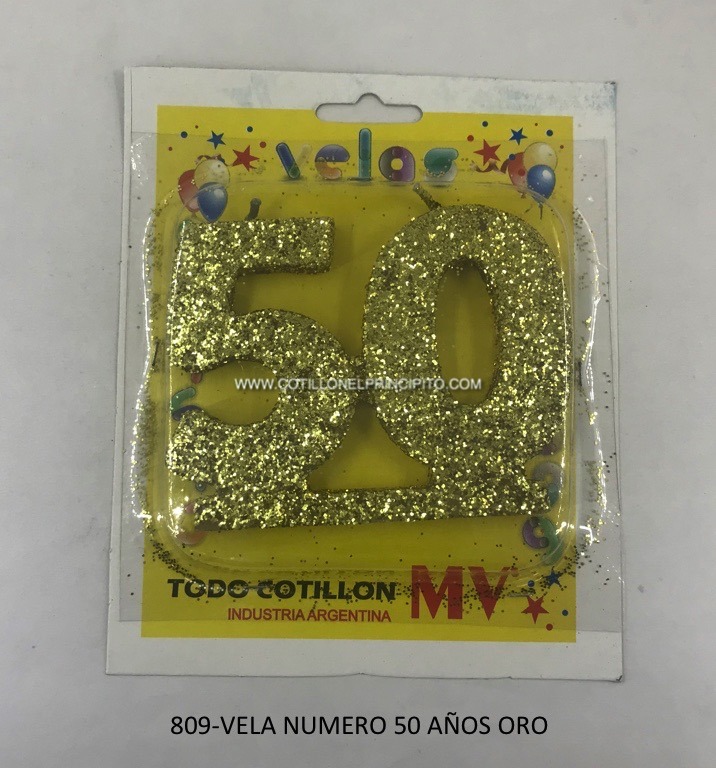 velas
50
WWW.COTILLONELPRINCIPITO.COM
TODO COTILLON MV
INDUSTRIA ARGENTINA
809-VELA NUMERO 50 AÑOS ORO